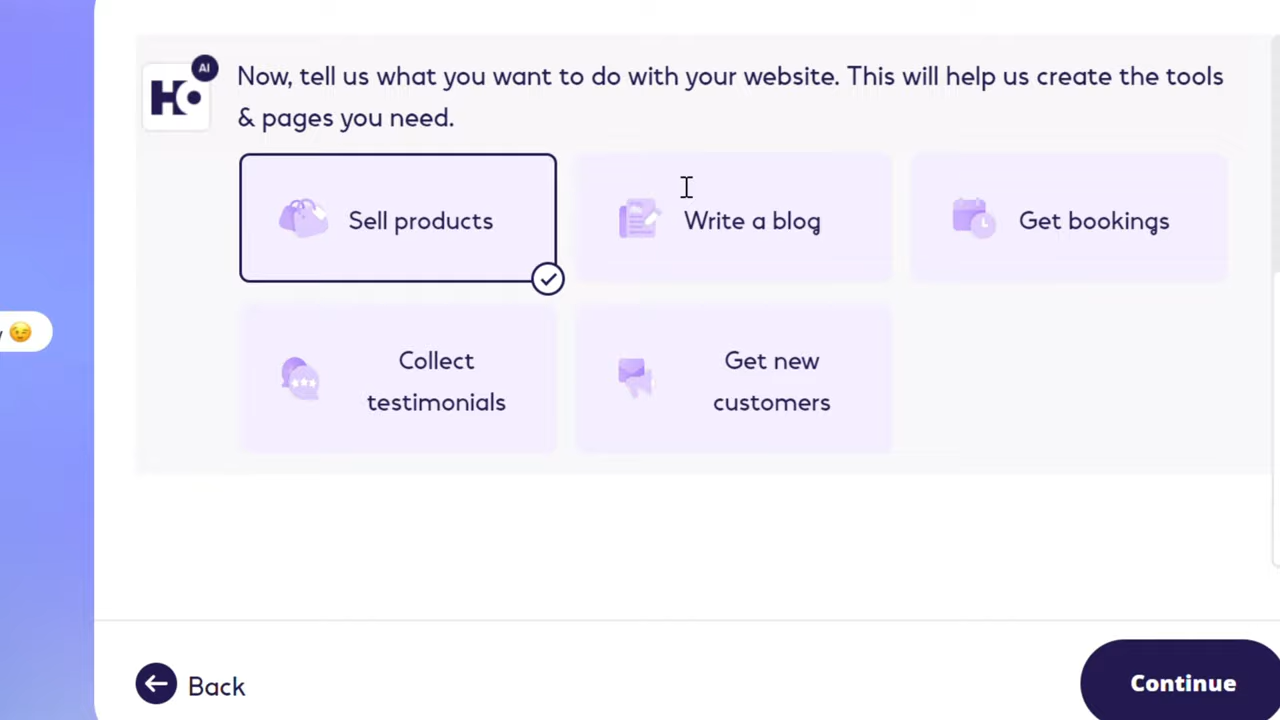 AI
HO
Now, tell us what you want to do with your website. This will help us create the tools
& pages you need.
Sell products
Write a blog
Get bookings
Collect
testimonials
Get new
customers
😉
Back
Continue